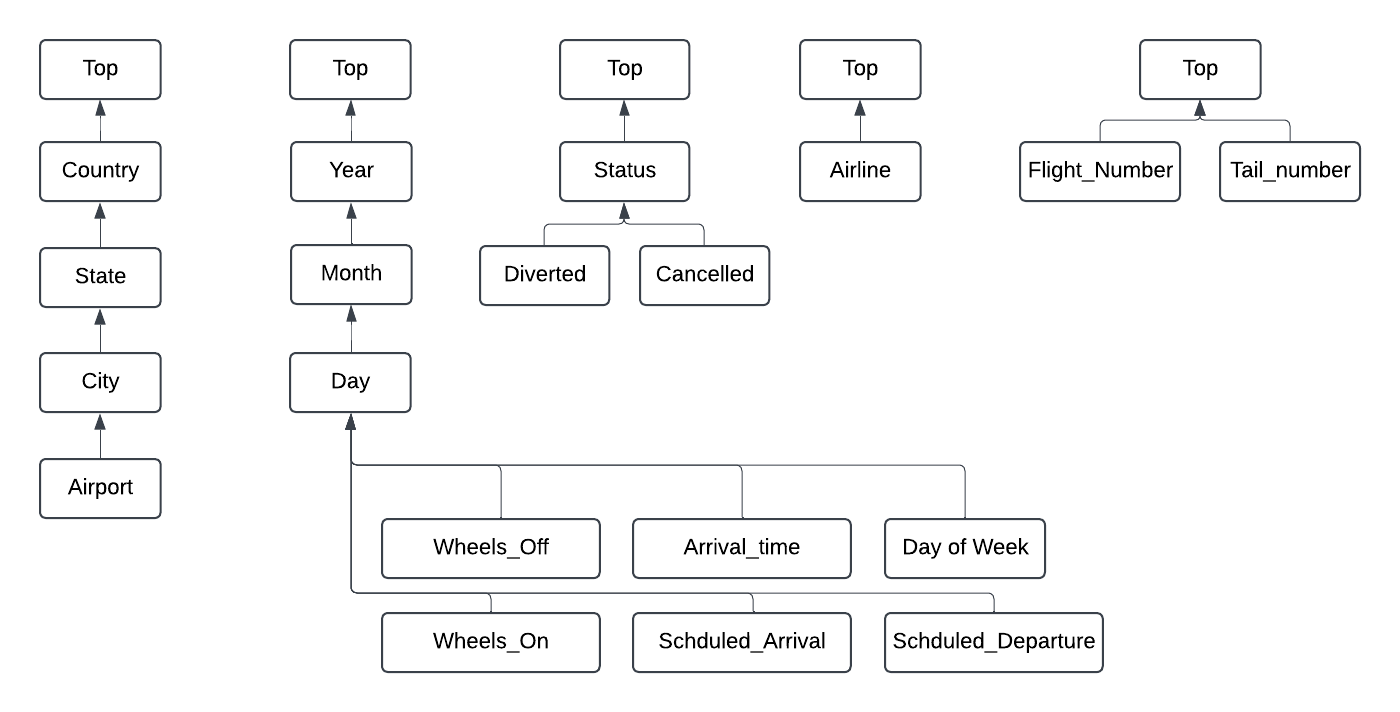 Top
Top
Top
Top
Top
Country
Year
Status
Airline
Flight_Number
Tail_number
State
Month
Diverted
Cancelled
City
Day
Airport
Wheels_Off
Arrival_time
Day of Week
Wheels_On
Schduled_Arrival
Schduled_Departure